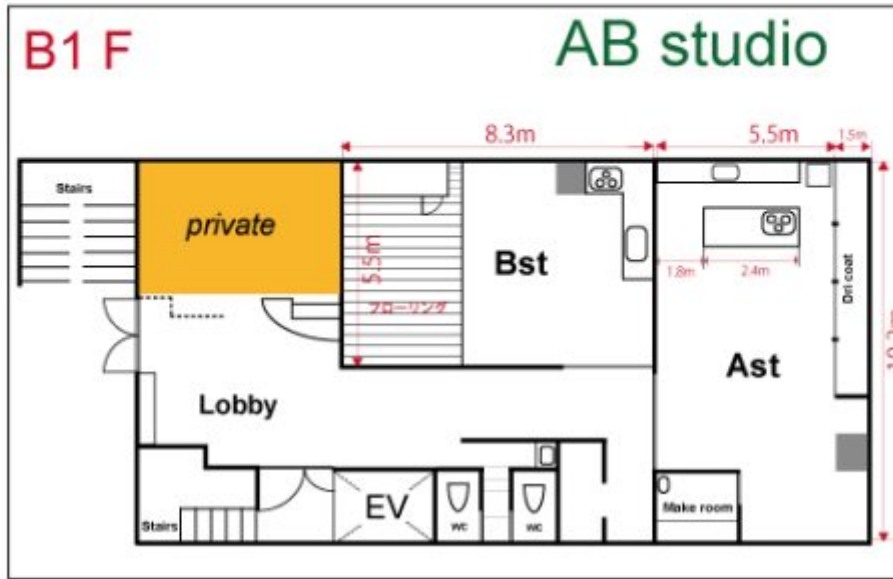 B1 F
AB studio
8.3m
5.5m
1.5m
Stairs
private
5.5m
Bst
フローリング
1.8m
2.4m
Dri coat
Ast
Lobby
Stairs
EV
wc
wc
Make room